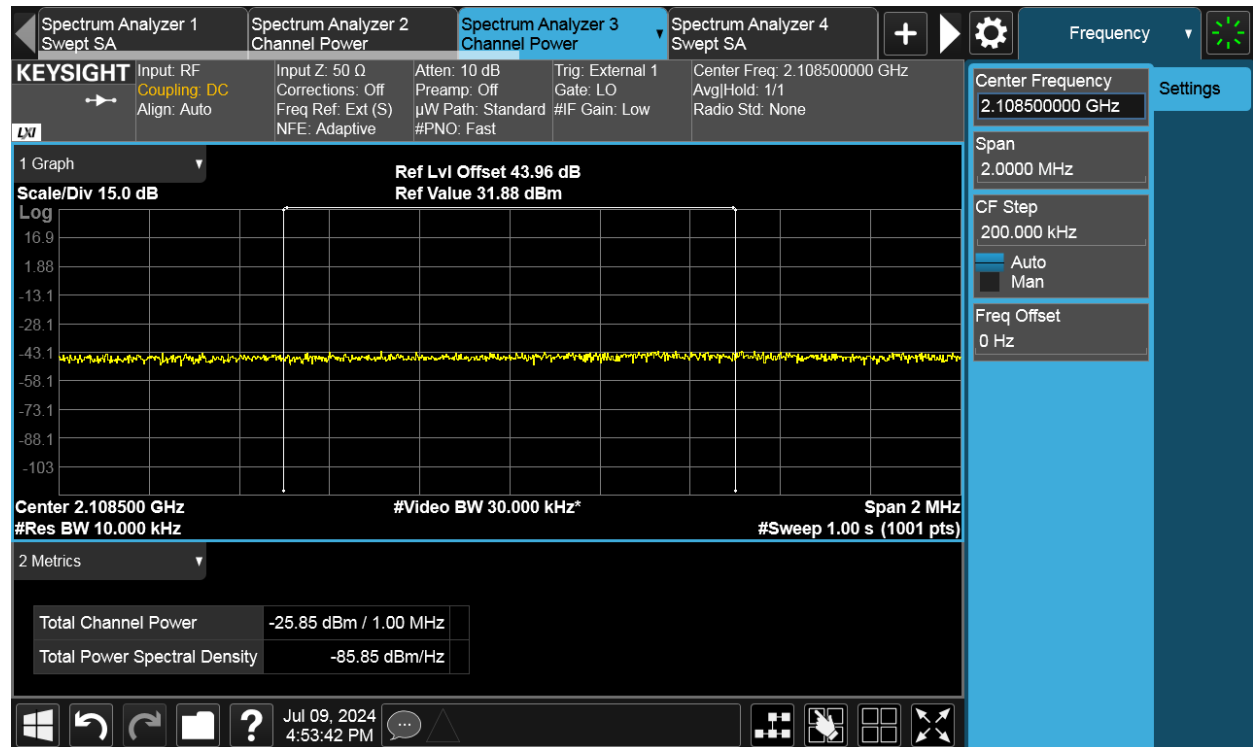 Spectrum Analyzer 1
Swept SA
Spectrum Analyzer 2
Channel Power
Spectrum Analyzer 3
Channel Power
Spectrum Analyzer 4
Swept SA
+
Frequency
KEYSIGHT
LXI
Input: RF
Coupling: DC
Align: Auto
Input Z: 50 Ω
Corrections: Off
Freq Ref: Ext (S)
NFE: Adaptive
Atten: 10 dB
Preamp: Off
µW Path: Standard
#PNO: Fast
Trig: External 1
Gate: LO
#IF Gain: Low
Center Freq: 2.108500000 GHz
Avg|Hold: 1/1
Radio Std: None
Center Frequency
2.108500000 GHz
Settings
Span
2.0000 MHz
CF Step
200.000 kHz
Auto
Man
Freq Offset
0 Hz
1 Graph
Scale/Div 15.0 dB
Ref Lvl Offset 43.96 dB
Ref Value 31.88 dBm
Log
16.9
1.88
-13.1
-28.1
-43.1
-58.1
-73.1
-88.1
-103
Center 2.108500 GHz
#Video BW 30.000 kHz*
Span 2 MHz
#Res BW 10.000 kHz
#Sweep 1.00 s (1001 pts)
2 Metrics
Total Channel Power -25.85 dBm / 1.00 MHz
Total Power Spectral Density -85.85 dBm/Hz
?
Jul 09, 2024
4:53:42 PM